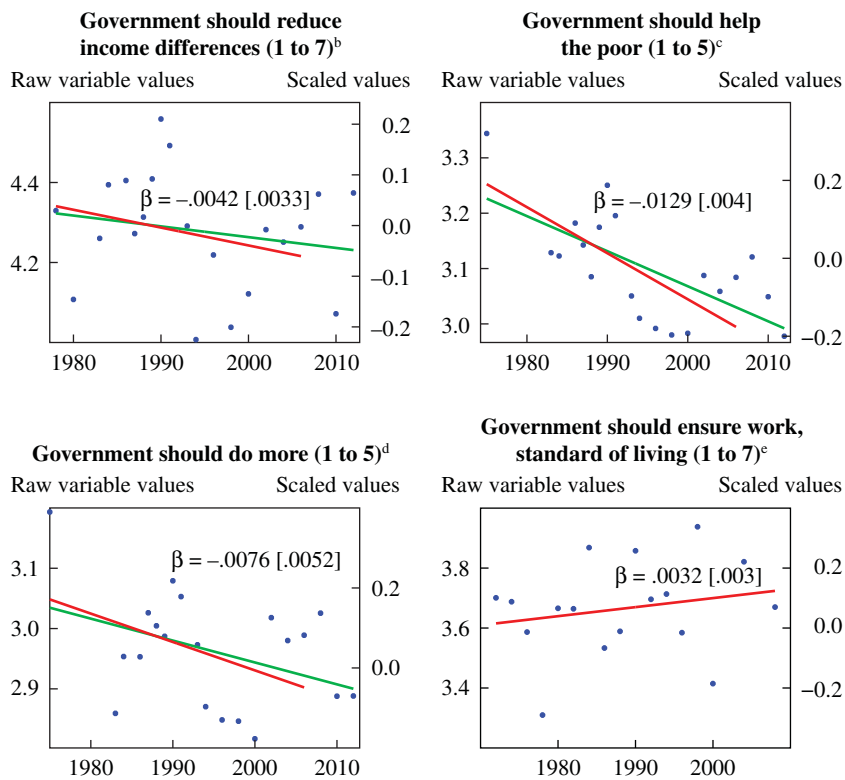 Government should reduce
income differences (1 to 7)ᵇ
Raw variable values Scaled values
4.4
4.2
0.2
0.1
0.0
−0.1
−0.2
β = –.0042 [.0033]
1980 1990 2000 2010
Government should help
the poor (1 to 5)ᶜ
Raw variable values Scaled values
3.3
3.2
3.1
3.0
0.2
0.0
−0.2
β = –.0129 [.004]
1980 1990 2000 2010
Government should do more (1 to 5)ᵈ
Raw variable values Scaled values
3.1
3.0
2.9
0.2
0.0
β = –.0076 [.0052]
1980 1990 2000 2010
Government should ensure work,
standard of living (1 to 7)ᵉ
Raw variable values Scaled values
3.8
3.6
3.4
0.2
0.0
−0.2
β = .0032 [.003]
1980 1990 2000